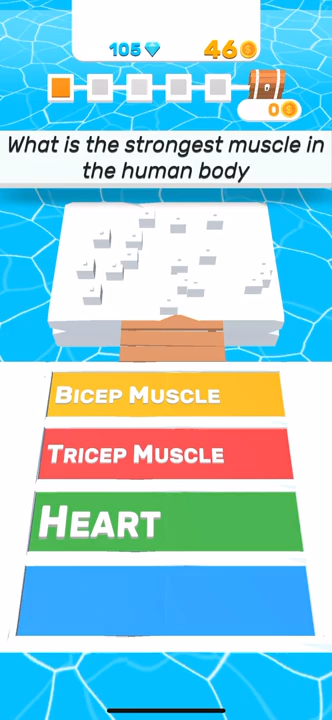 105
46
0
What is the strongest muscle in
the human body
BICEP MUSCLE
TRICEP MUSCLE
HEART